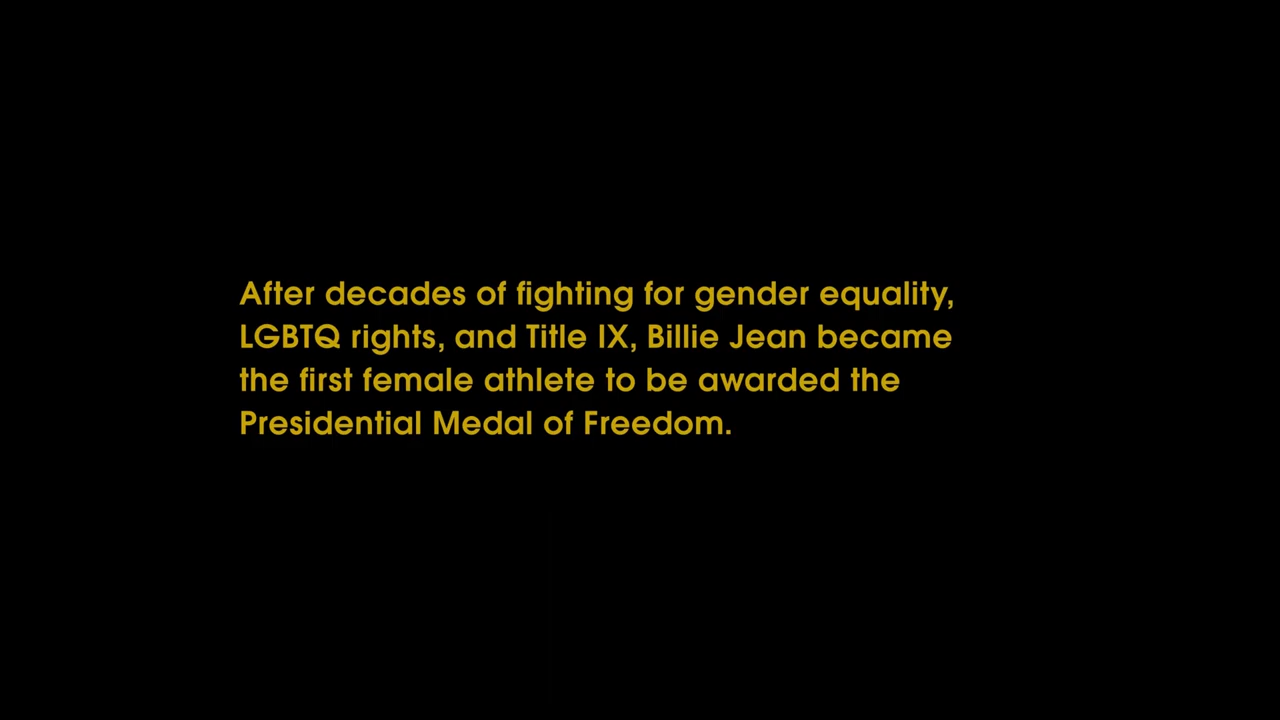 After decades of fighting for gender equality,
LGBTQ rights, and Title IX, Billie Jean became
the first female athlete to be awarded the
Presidential Medal of Freedom.